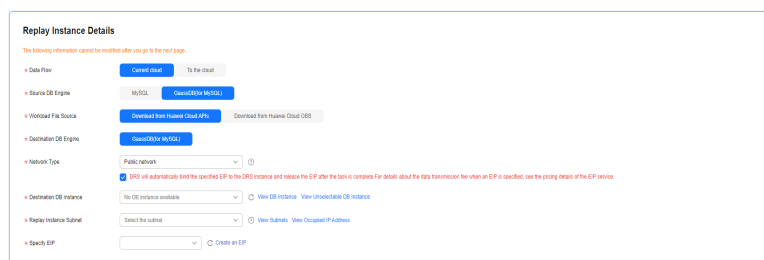 Replay Instance Details
The following information cannot be modified after you go to the next page.
* Data Flow Current cloud To the cloud
* Source DB Engine MySQL GaussDB(for MySQL)
* Workload File Source Download from Huawei Cloud APIs Download from Huawei Cloud OBS
* Destination DB Engine GaussDB(for MySQL)
* Network Type Public network
DRS will automatically bind the specified EIP to the DRS instance and release the EIP after the task is complete.For details about the data transmission fee when an EIP is specified, see the pricing details of the EIP service.
* Destination DB Instance No DB instance available View DB Instance View Unselectable DB Instance
* Replay Instance Subnet Select the subnet View Subnets View Occupied IP Address
* Specify EIP Create an EIP